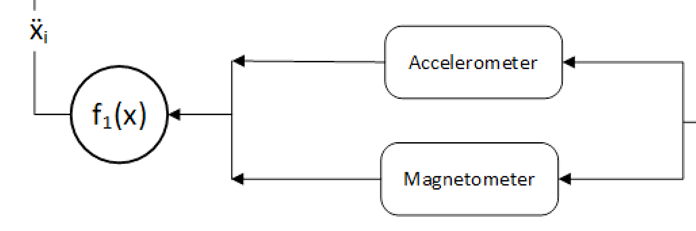 ẍᵢ
Accelerometer
f₁(x)
Magnetometer